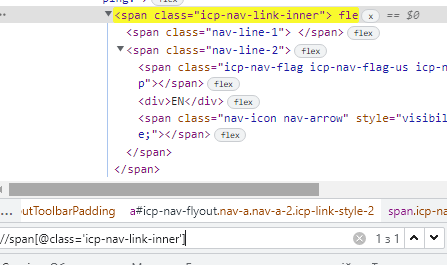 <span class="icp-nav-link-inner"> fle x == $0
<span class="nav-line-1"> </span> flex
<span class="nav-line-2"> flex
<span class="icp-nav-flag icp-nav-flag-us icp-n
p"></span> flex
<div>EN</div> flex
<span class="nav-icon nav-arrow" style="visibil
e;"></span> flex
</span>
</span>
... outToolbarPadding a#icp-nav-flyout.nav-a.nav-a-2.icp-link-style-2 span.icp-na
//span[@class='icp-nav-link-inner'] 1 з 1